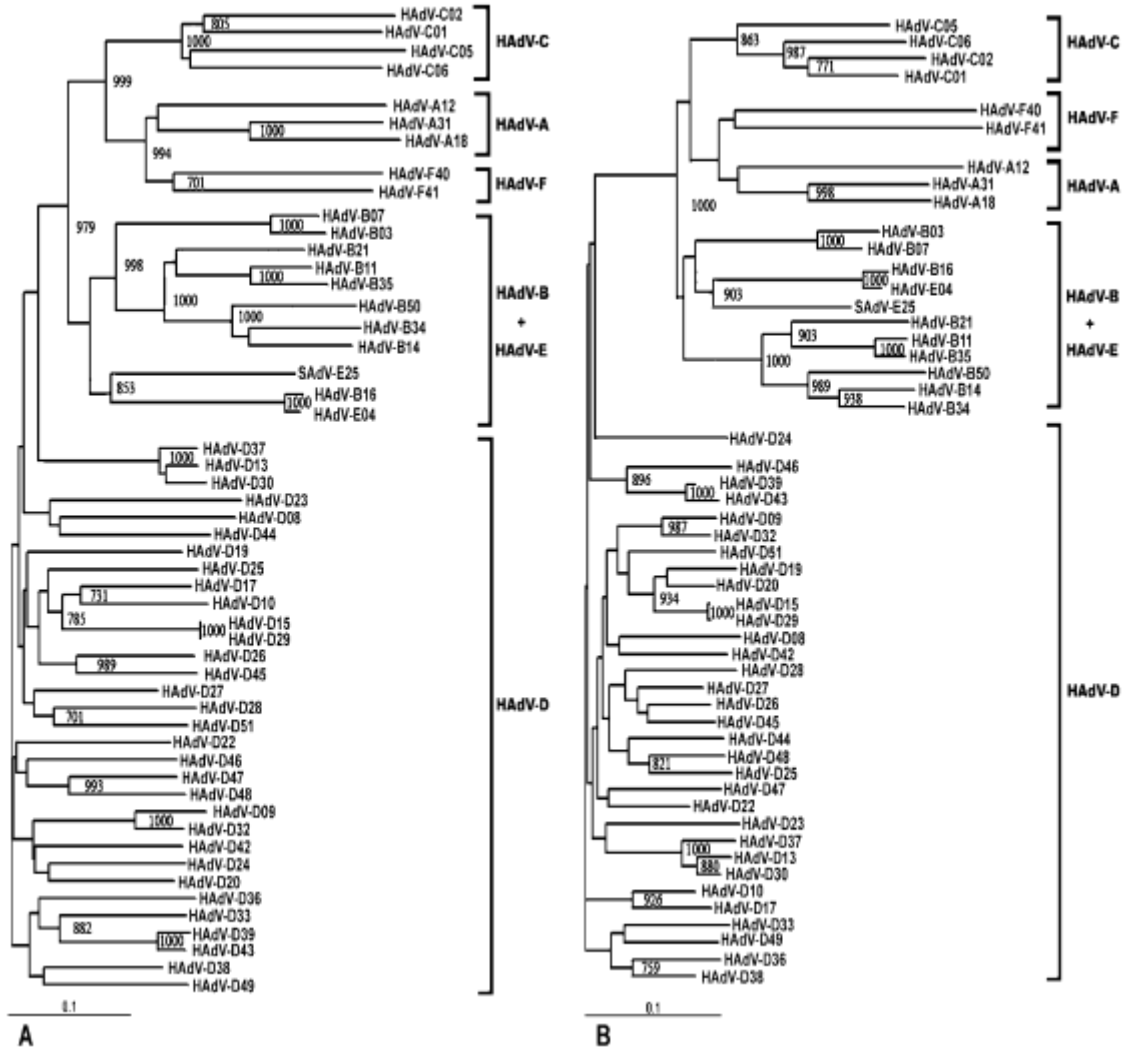 HAdV-C02
805
HAdV-C01
1000
HAdV-C05
HAdV-C06
HAdV-C
999
HAdV-A12
HAdV-A31
1000
HAdV-A18
HAdV-A
994
HAdV-F40
701
HAdV-F41
HAdV-F
979
HAdV-B07
1000
HAdV-B03
998
HAdV-B21
HAdV-B11
1000
HAdV-B35
1000
HAdV-B50
1000
HAdV-B34
HAdV-B14
HAdV-B
+
HAdV-E
SAdV-E25
853
HAdV-B16
1000
HAdV-E04
HAdV-D37
1000
HAdV-D13
HAdV-D30
HAdV-D23
HAdV-D08
HAdV-D44
HAdV-D19
HAdV-D25
HAdV-D17
731
HAdV-D10
785
HAdV-D15
1000
HAdV-D29
HAdV-D26
989
HAdV-D45
HAdV-D27
HAdV-D28
701
HAdV-D51
HAdV-D
HAdV-D22
HAdV-D46
HAdV-D47
993
HAdV-D48
HAdV-D09
1000
HAdV-D32
HAdV-D42
HAdV-D24
HAdV-D20
HAdV-D36
HAdV-D33
882
HAdV-D39
1000
HAdV-D43
HAdV-D38
HAdV-D49
0.1
A
HAdV-C05
863
HAdV-C06
987
HAdV-C02
771
HAdV-C01
HAdV-C
HAdV-F40
HAdV-F41
HAdV-F
HAdV-A12
HAdV-A31
998
HAdV-A18
HAdV-A
1000
HAdV-B03
1000
HAdV-B07
HAdV-B16
1000
HAdV-E04
903
SAdV-E25
HAdV-B21
903
HAdV-B11
1000
HAdV-B35
1000
HAdV-B50
989
HAdV-B14
938
HAdV-B34
HAdV-B
+
HAdV-E
HAdV-D24
HAdV-D46
896
HAdV-D39
1000
HAdV-D43
HAdV-D09
987
HAdV-D32
HAdV-D51
HAdV-D19
HAdV-D20
934
HAdV-D15
1000
HAdV-D29
HAdV-D08
HAdV-D42
HAdV-D28
HAdV-D27
HAdV-D26
HAdV-D45
HAdV-D
HAdV-D44
HAdV-D48
821
HAdV-D25
HAdV-D47
HAdV-D22
HAdV-D23
HAdV-D37
1000
HAdV-D13
880
HAdV-D30
HAdV-D10
926
HAdV-D17
HAdV-D33
HAdV-D49
HAdV-D36
759
HAdV-D38
0.1
B